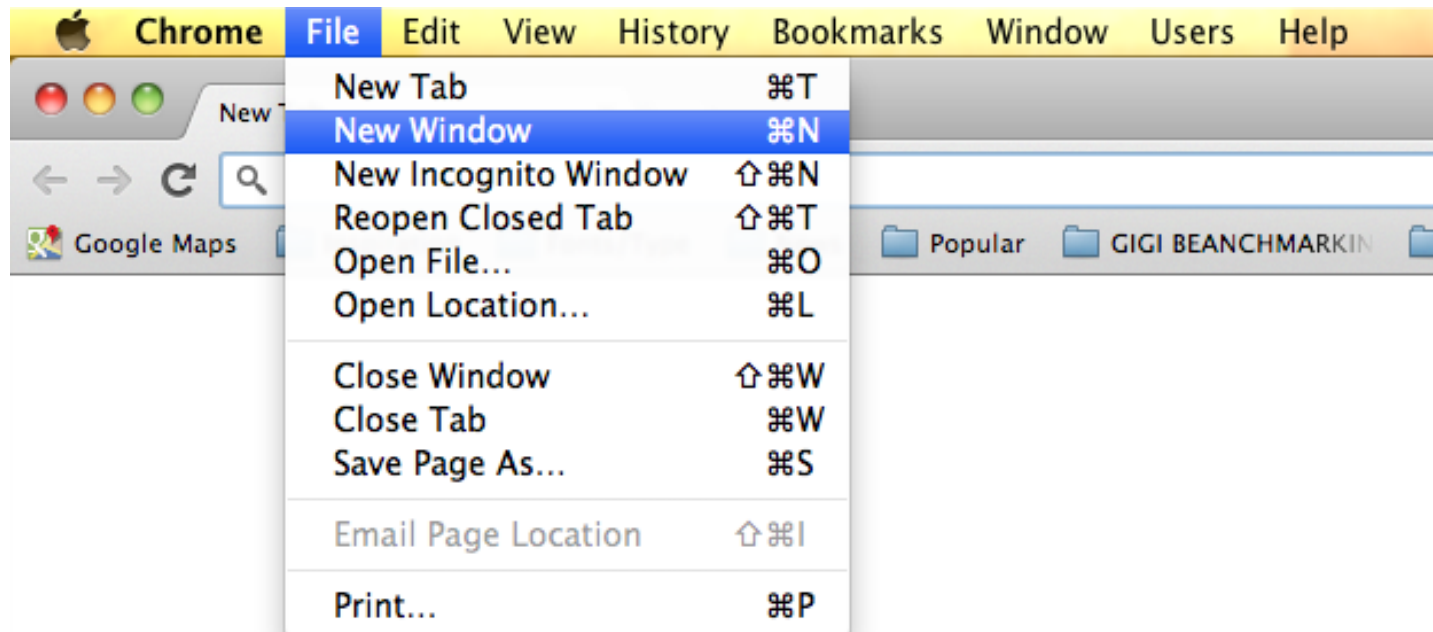 Chrome File Edit View History Bookmarks Window Users Help
New
New Tab ⌘T
New Window ⌘N
New Incognito Window ⇧⌘N
Reopen Closed Tab ⇧⌘T
Google Maps Popular GIGI BEANCHMARKIN
Open File... ⌘O
Open Location... ⌘L
Close Window ⇧⌘W
Close Tab ⌘W
Save Page As... ⌘S
Email Page Location ⇧⌘I
Print... ⌘P